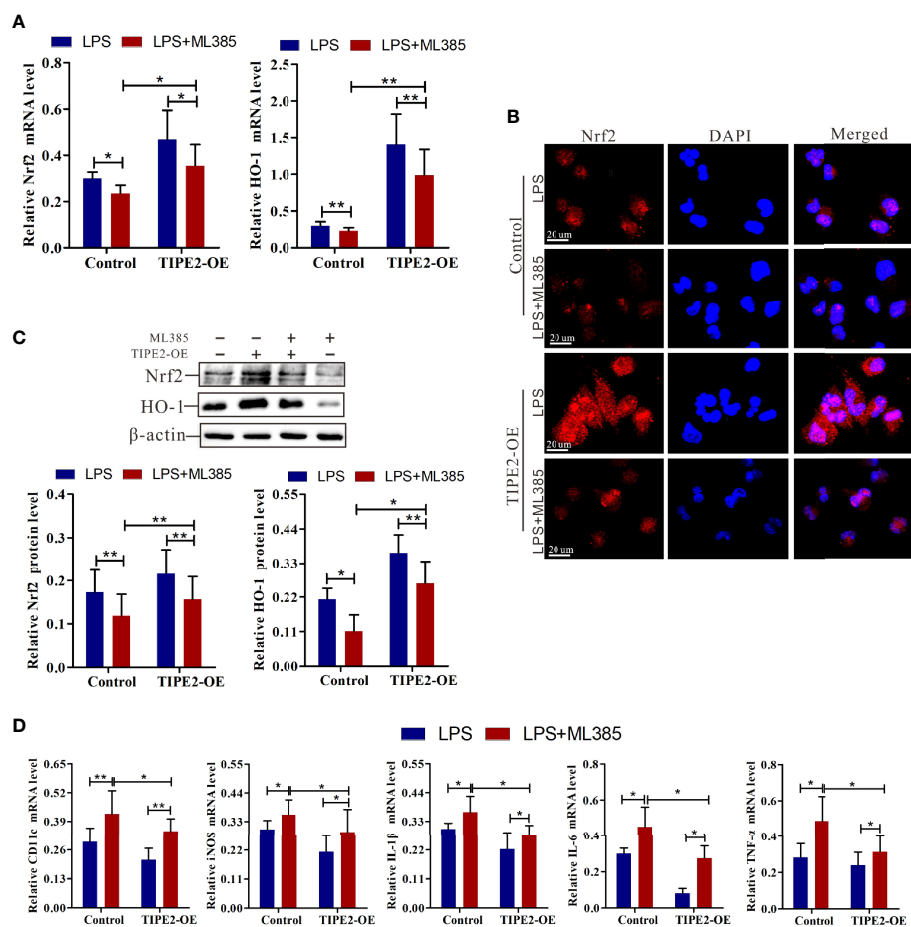 A
LPS LPS+ML385
Relative Nrf2 mRNA level
0.8
0.6
0.4
0.2
0.0
*
*
*
Control TIPE2-OE
LPS LPS+ML385
Relative HO-1 mRNA level
2.5
2.0
1.5
1.0
0.5
0.0
**
**
**
Control TIPE2-OE
B
Nrf2 DAPI Merged
Control
LPS
20 um
LPS+ML385
20 um
TIPE2-OE
LPS
20um
LPS+ML385
20 um
C
ML385 − − + +
TIPE2-OE − + + −
Nrf2
HO-1
β-actin
LPS LPS+ML385
Relative Nrf2 protein level
0.4
0.3
0.2
0.1
0.0
**
**
**
Control TIPE2-OE
LPS LPS+ML385
Relative HO-1 protein level
0.55
0.44
0.33
0.22
0.11
0.00
*
**
*
Control TIPE2-OE
D
LPS LPS+ML385
Relative CD11c mRNA level
0.65
0.52
0.39
0.26
0.13
0.00
** *
**
Control TIPE2-OE
Relative iNOS mRNA level
0.55
0.44
0.33
0.22
0.11
0.00
* *
*
Control TIPE2-OE
Relative IL-1β mRNA level
0.55
0.44
0.33
0.22
0.11
0.00
* *
*
Control TIPE2-OE
Relative IL-6 mRNA level
0.8
0.6
0.4
0.2
0.0
* *
*
Control TIPE2-OE
Relative TNF-α mRNA level
0.8
0.6
0.4
0.2
0.0
* *
*
Control TIPE2-OE